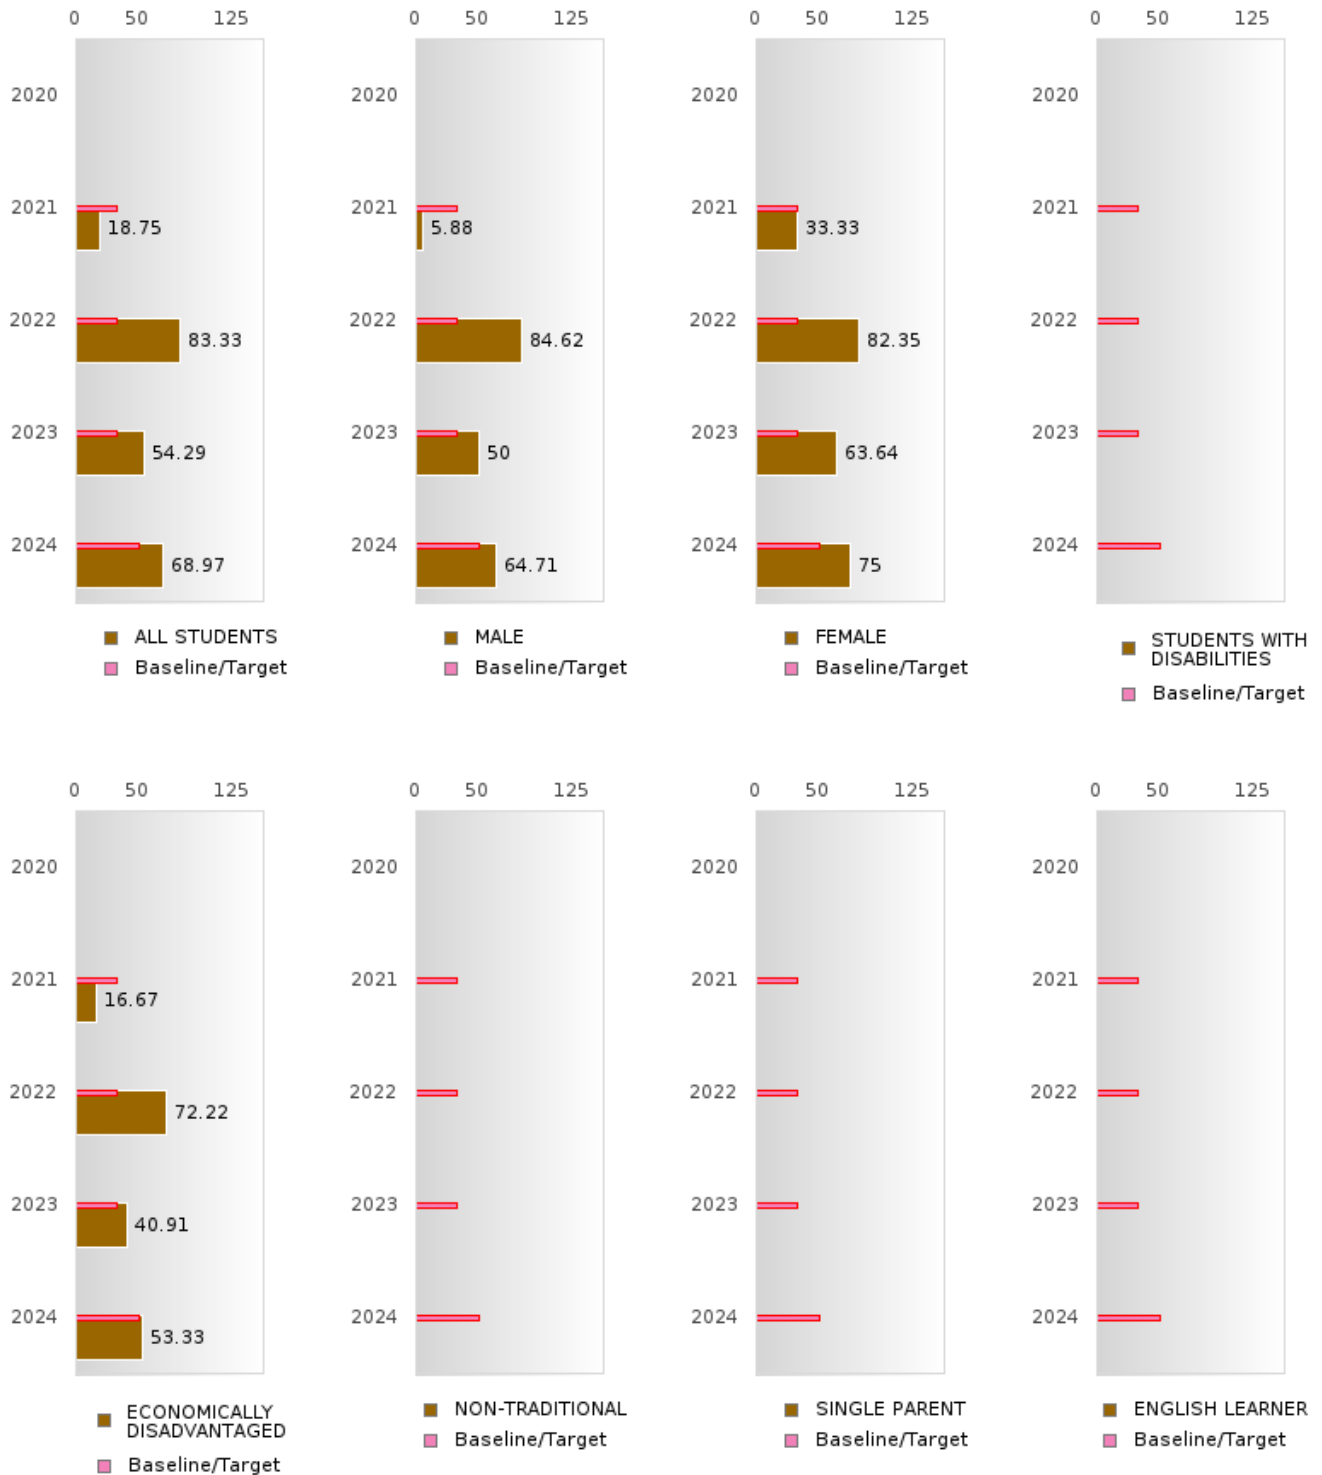 0 50 125 0 50 125 0 50 125 0 50 125
2020 2020 2020 2020
2021 2021 2021 2021
18.75 5.88 33.33
2022 2022 2022 2022
83.33 84.62 82.35
2023 2023 2023 2023
54.29 50 63.64
2024 2024 2024 2024
68.97 64.71 75
ALL STUDENTS MALE FEMALE STUDENTS WITH
DISABILITIES
Baseline/Target Baseline/Target Baseline/Target Baseline/Target
0 50 125 0 50 125 0 50 125 0 50 125
2020 2020 2020 2020
2021 2021 2021 2021
16.67
2022 2022 2022 2022
72.22
2023 2023 2023 2023
40.91
2024 2024 2024 2024
53.33
ECONOMICALLY NON-TRADITIONAL SINGLE PARENT ENGLISH LEARNER
DISADVANTAGED
Baseline/Target Baseline/Target Baseline/Target Baseline/Target